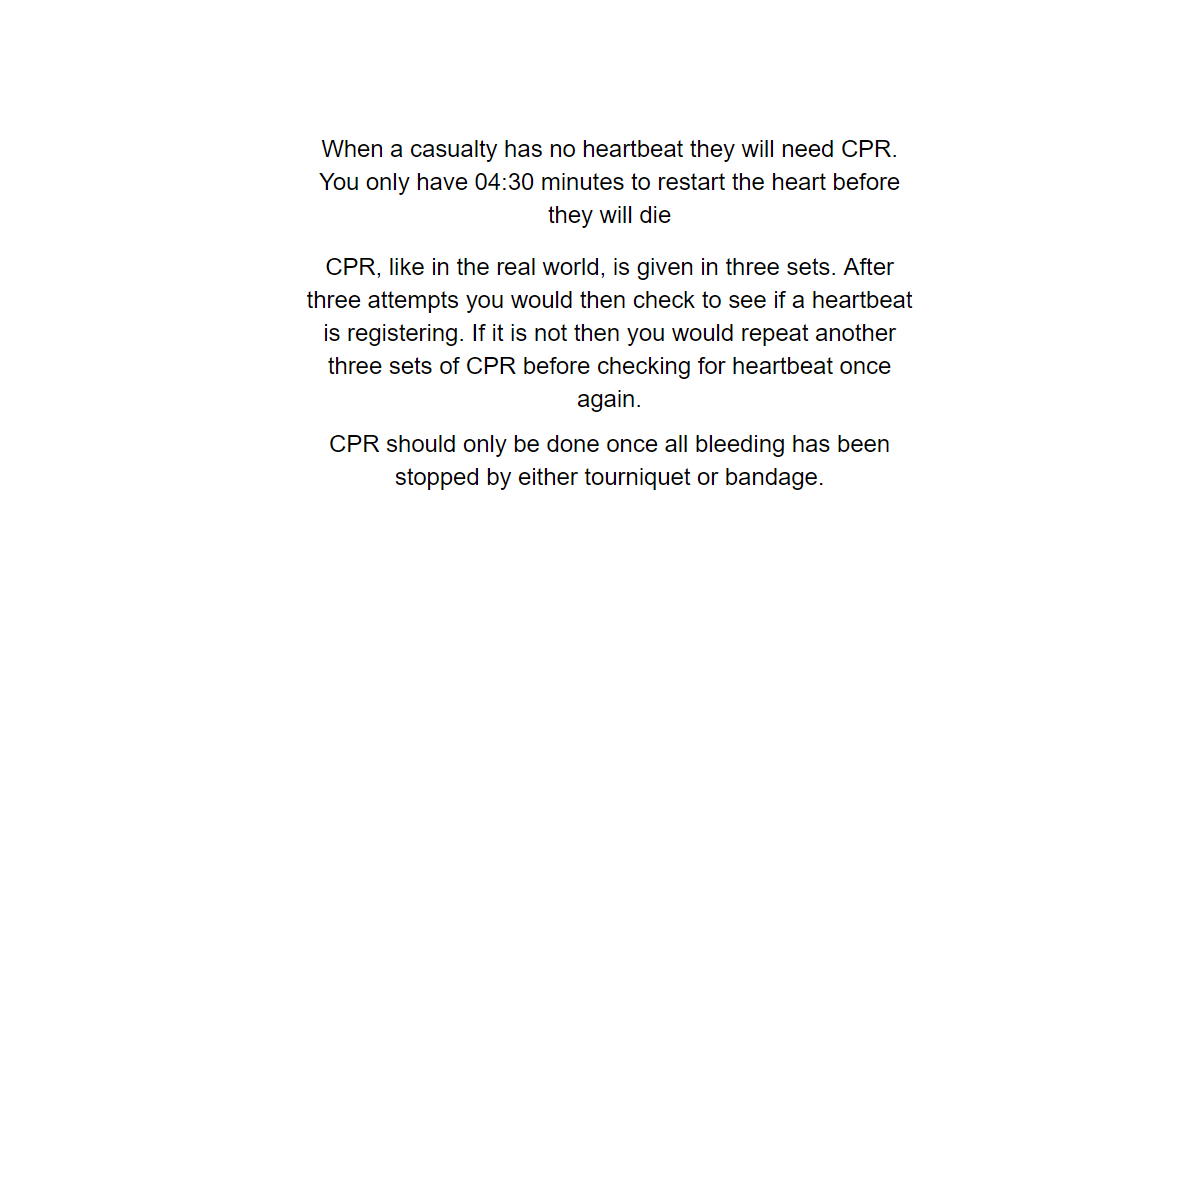 When a casualty has no heartbeat they will need CPR.
You only have 04:30 minutes to restart the heart before
they will die
CPR, like in the real world, is given in three sets. After
three attempts you would then check to see if a heartbeat
is registering. If it is not then you would repeat another
three sets of CPR before checking for heartbeat once
again.
CPR should only be done once all bleeding has been
stopped by either tourniquet or bandage.